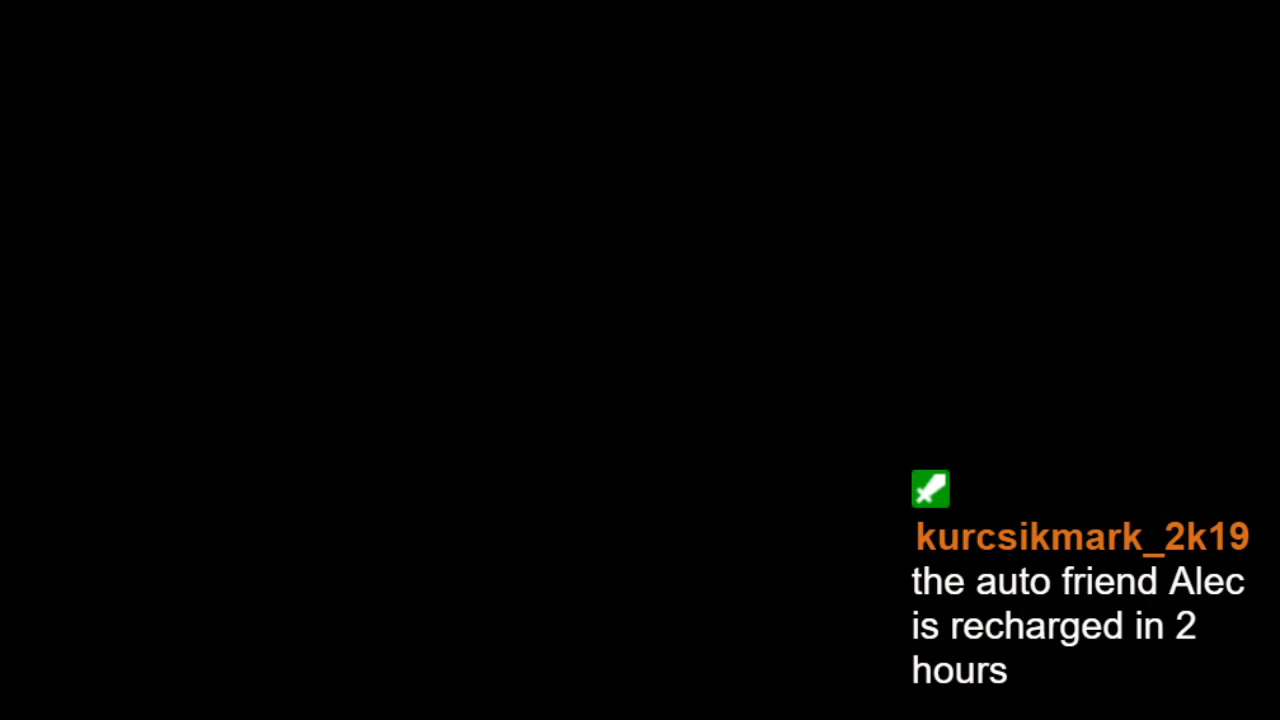 kurcsikmark_2k19
the auto friend Alec
is recharged in 2
hours